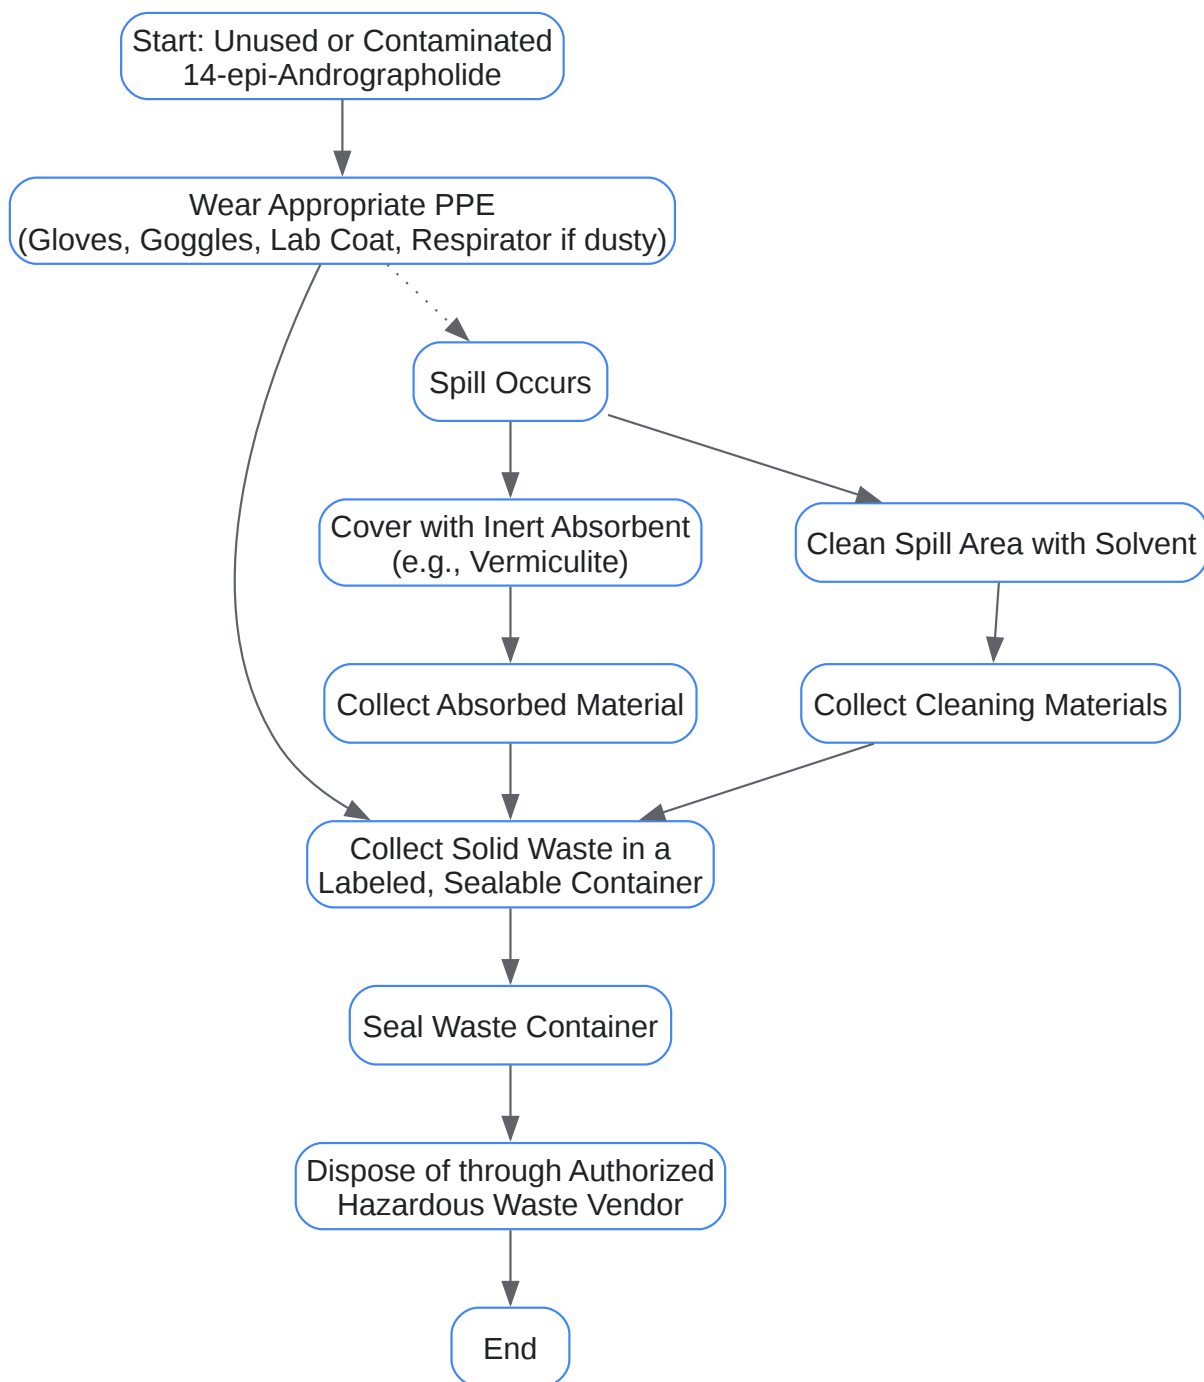 Start: Unused or Contaminated
14-epi-Andrographolide
Wear Appropriate PPE
(Gloves, Goggles, Lab Coat, Respirator if dusty)
Spill Occurs
Cover with Inert Absorbent
(e.g., Vermiculite)
Clean Spill Area with Solvent
Collect Absorbed Material
Collect Cleaning Materials
Collect Solid Waste in a
Labeled, Sealable Container
Seal Waste Container
Dispose of through Authorized
Hazardous Waste Vendor
End